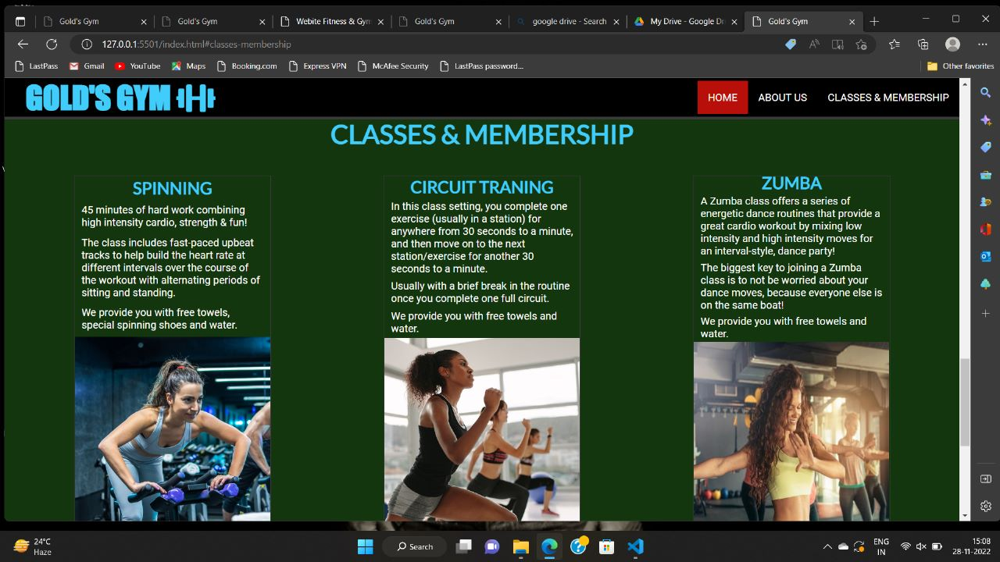 Gold's Gym
Gold's Gym
Webite Fitness & Gym
Gold's Gym
google drive - Search
My Drive - Google Dr
Gold's Gym
127.0.0.1:5501/index.html#classes-membership
LastPass
Gmail
YouTube
Maps
Booking.com
Express VPN
McAfee Security
LastPass password...
Other favorites
GOLD'S GYM
HOME
ABOUT US
CLASSES & MEMBERSHIP
CLASSES & MEMBERSHIP
SPINNING
45 minutes of hard work combining
high intensity cardio, strength & fun!
The class includes fast-paced upbeat
tracks to help build the heart rate at
different intervals over the course of
the workout with alternating periods of
sitting and standing.
We provide you with free towels,
special spinning shoes and water.
CIRCUIT TRANING
In this class setting, you complete one
exercise (usually in a station) for
anywhere from 30 seconds to a minute,
and then move on to the next
station/exercise for another 30
seconds to a minute.
Usually with a brief break in the routine
once you complete one full circuit.
We provide you with free towels and
water.
ZUMBA
A Zumba class offers a series of
energetic dance routines that provide a
great cardio workout by mixing low
intensity and high intensity moves for
an interval-style, dance party!
The biggest key to joining a Zumba
class is to not be worried about your
dance moves, because everyone else is
on the same boat!
We provide you with free towels and
water.
24°C
Haze
Search
ENG
IN
15:08
28-11-2022